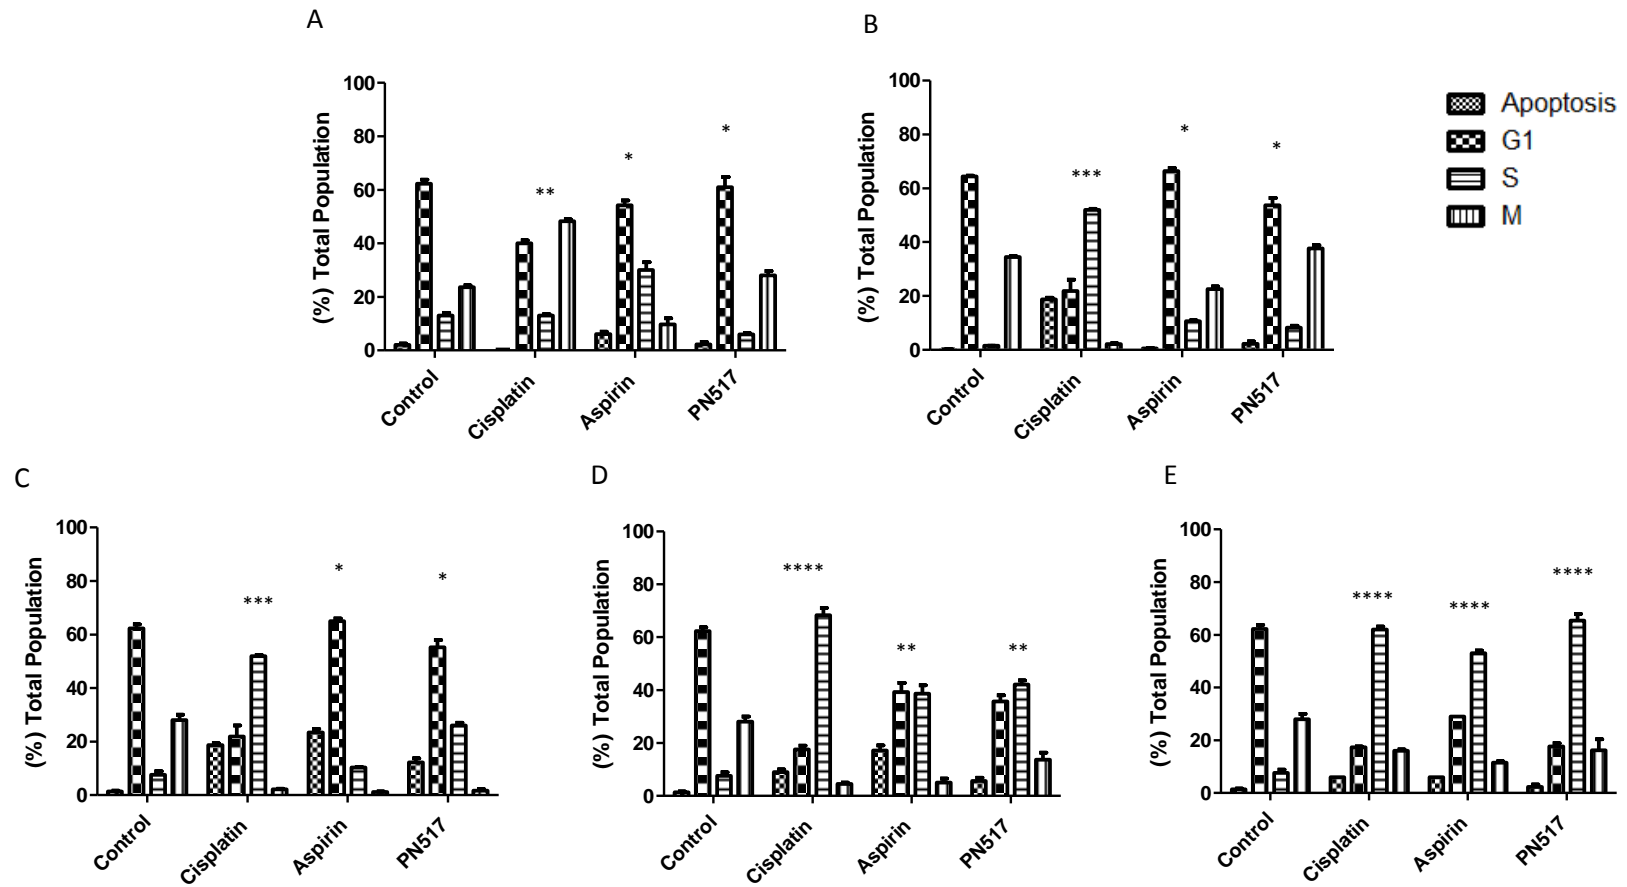 A
(%) Total Population
100
80
60
40
20
0
**
*
*
Control
Cisplatin
Aspirin
PN517
B
(%) Total Population
100
80
60
40
20
0
***
*
*
Control
Cisplatin
Aspirin
PN517
Apoptosis
G1
S
M
C
(%) Total Population
100
80
60
40
20
0
***
*
*
Control
Cisplatin
Aspirin
PN517
D
(%) Total Population
100
80
60
40
20
0
****
**
**
Control
Cisplatin
Aspirin
PN517
E
(%) Total Population
100
80
60
40
20
0
****
****
****
Control
Cisplatin
Aspirin
PN517